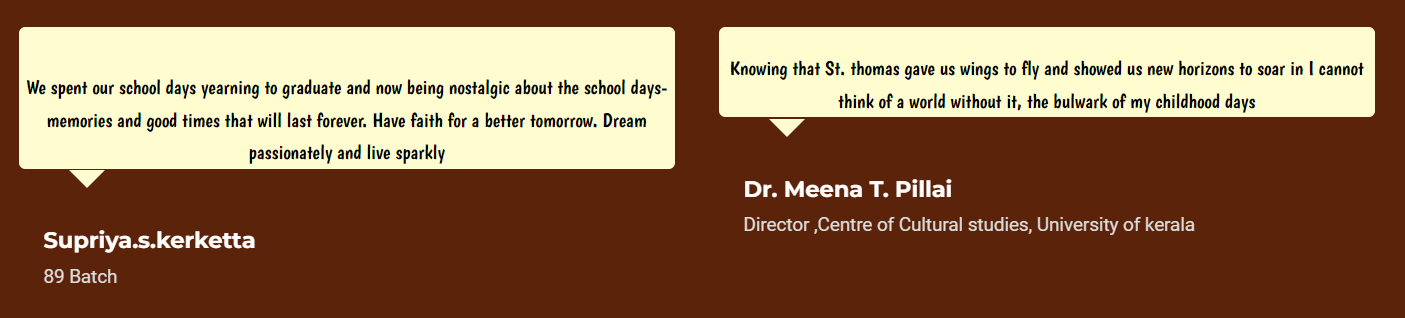 We spent our school days yearning to graduate and now being nostalgic about the school days-
memories and good times that will last forever. Have faith for a better tomorrow. Dream
passionately and live sparkly
Supriya.s.kerketta
89 Batch
Knowing that St. thomas gave us wings to fly and showed us new horizons to soar in I cannot
think of a world without it, the bulwark of my childhood days
Dr. Meena T. Pillai
Director ,Centre of Cultural studies, University of kerala